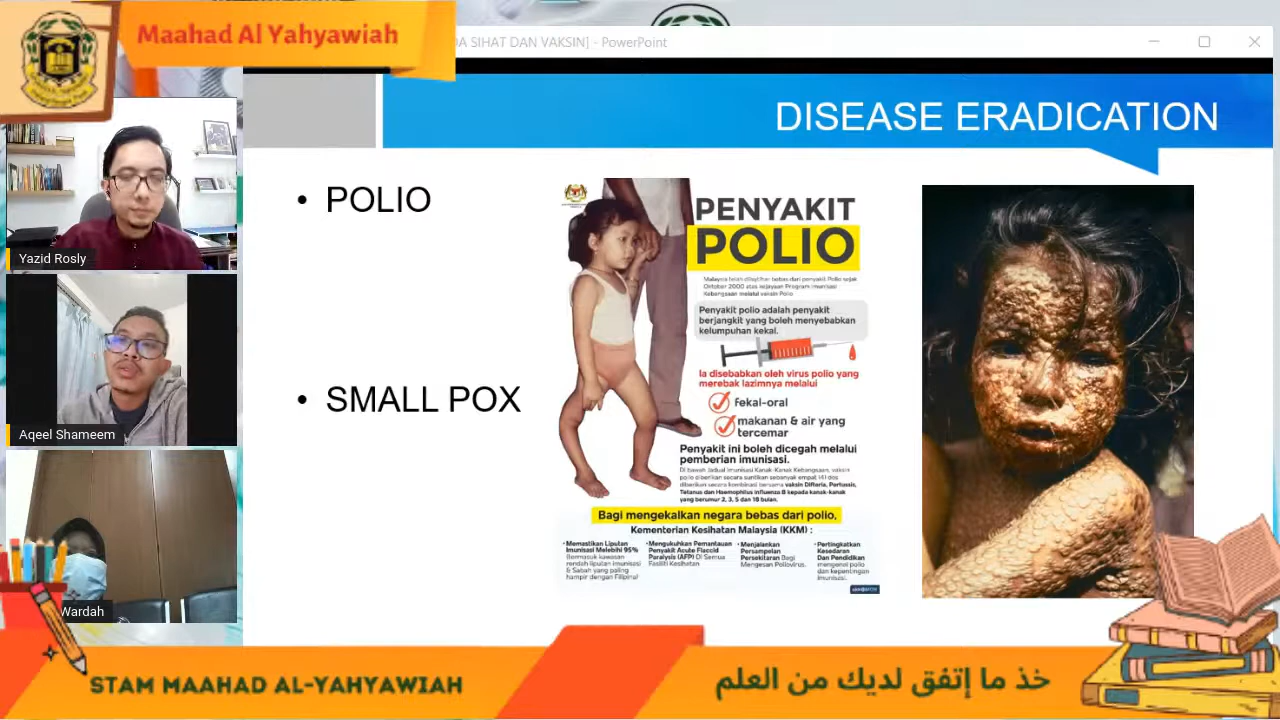 Maahad Al Yahyawiah
DA SIHAT DAN VAKSIN] - PowerPoint
DISEASE ERADICATION
• POLIO
• SMALL POX
PENYAKIT
POLIO
Malaysia telah diisytihar bebas dari penyakit Polio sejak
Oktober 2000 atas kejayaan Program Imunisasi
Kebangsaan melalui vaksin Polio
Penyakit polio adalah penyakit
berjangkit yang boleh menyebabkan
kelumpuhan kekal.
Ia disebabkan oleh virus polio yang
merebak lazimnya melalui
fekal-oral
makanan & air yang
tercemar
Penyakit ini boleh dicegah melalui
pemberian imunisasi.
Di bawah Jadual Imunisasi Kanak-Kanak Kebangsaan, vaksin
polio diberikan secara suntikan sebanyak empat (4) dos
diberikan secara kombinasi bersama vaksin Difteria, Pertussis,
Tetanus dan Haemophilus influenza B kepada kanak-kanak
yang berumur 2, 3, 5 dan 18 bulan.
Bagi mengekalkan negara bebas dari polio,
Kementerian Kesihatan Malaysia (KKM) :
• Memastikan Liputan
Imunisasi Melebihi 95%
Termasuk kawasan
rendah liputan imunisasi
& Sabah yang paling
hampir dengan Filipina!
• Mengukuhkan Pemantauan
Penyakit Acute Flaccid
Paralysis (AFP) Di Semua
Fasiliti Kesihatan
• Menjalankan
Persampelan
Persekitaran Bagi
Mengesan Poliovirus.
• Pertingkatkan
Kesedaran
Dan Pendidikan
mengenai polio
dan kepentingan
imunisasi.
Yazid Rosly
Aqeel Shameem
Wardah
STAM MAAHAD AL-YAHYAWIAH
خذ ما إتفق لديك من العلم